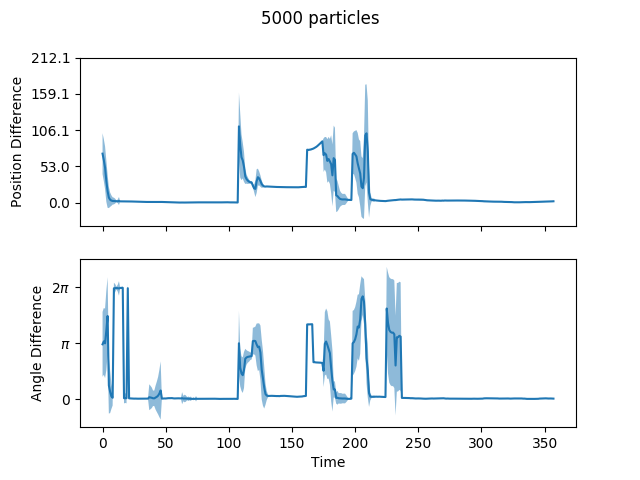 5000 particles
212.1
159.1
106.1
53.0
0.0
Position Difference
2π
π
0
Angle Difference
0 50 100 150 200 250 300 350
Time